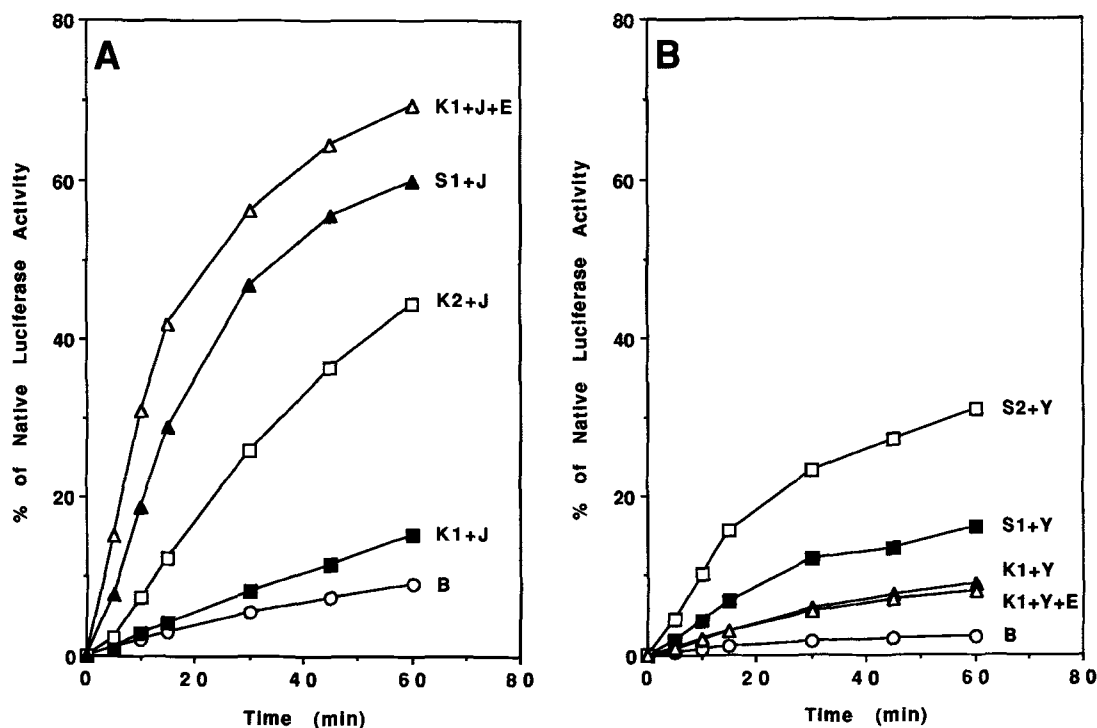 A
80
60
40
20
0
% of Native Luciferase Activity
K1+J+E
S1+J
K2+J
K1+J
B
0 20 40 60 80
Time (min)
B
80
60
40
20
0
% of Native Luciferase Activity
S2+Y
S1+Y
K1+Y
K1+Y+E
B
0 20 40 60 80
Time (min)